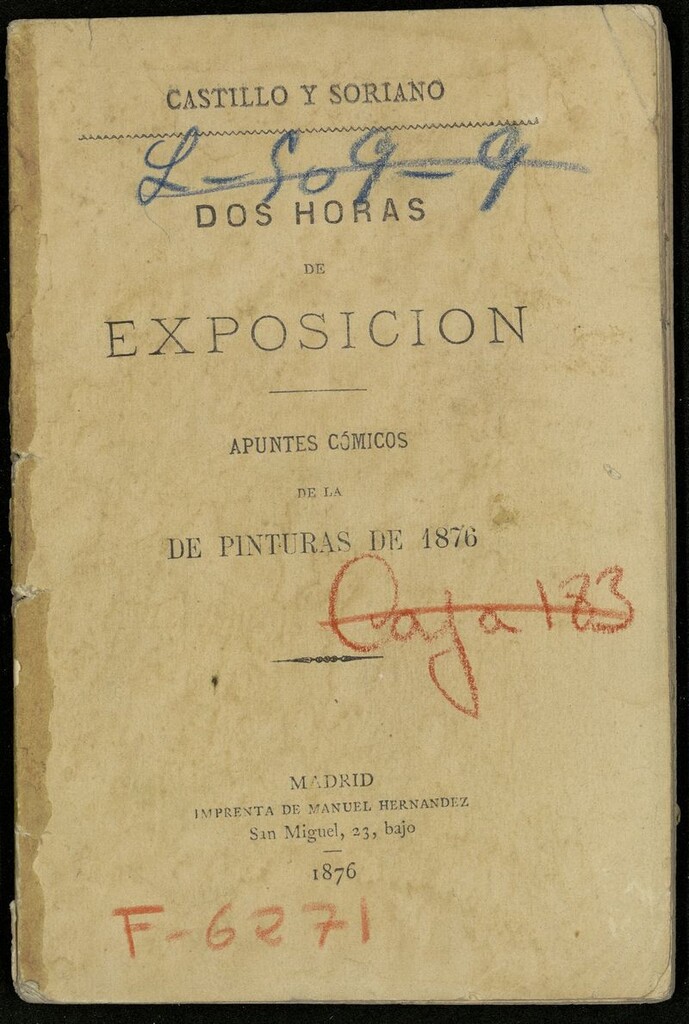 CASTILLO Y SORIANO
L-509-9
DOS HORAS
DE
EXPOSICION
APUNTES CÓMICOS
DE LA
DE PINTURAS DE 1876
Caja 183
MADRID
IMPRENTA DE MANUEL HERNANDEZ
San Miguel, 23, bajo
1876
F-6271